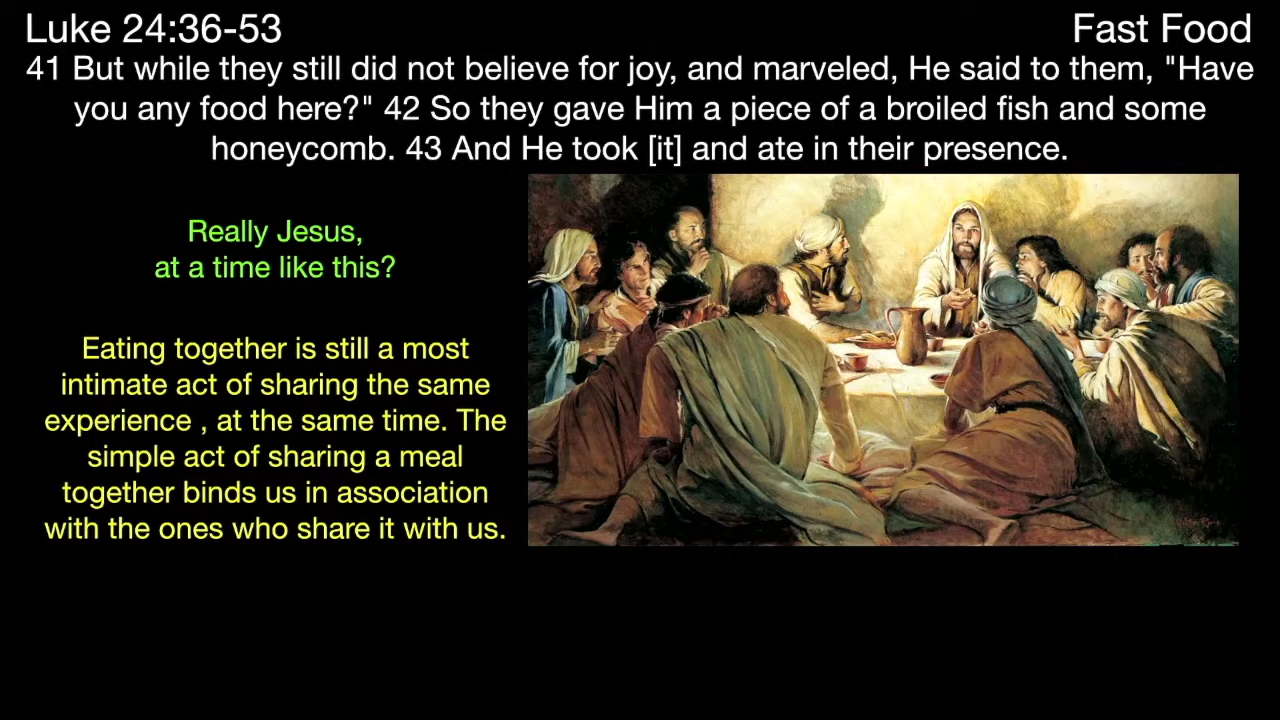 Luke 24:36-53
Fast Food
41 But while they still did not believe for joy, and marveled, He said to them, "Have
you any food here?" 42 So they gave Him a piece of a broiled fish and some
honeycomb. 43 And He took [it] and ate in their presence.
Really Jesus,
at a time like this?
Eating together is still a most
intimate act of sharing the same
experience , at the same time. The
simple act of sharing a meal
together binds us in association
with the ones who share it with us.